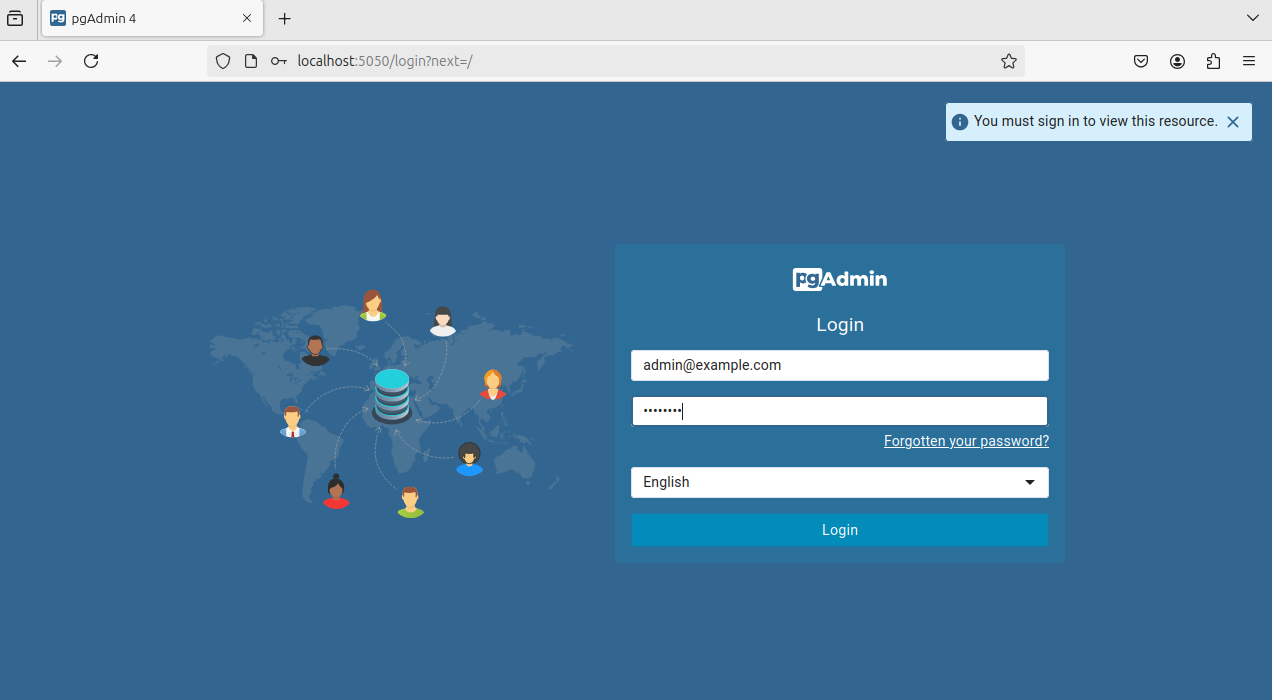 pgAdmin 4
localhost:5050/login?next=/
You must sign in to view this resource.
pgAdmin
Login
admin@example.com
••••••••
Forgotten your password?
English
Login